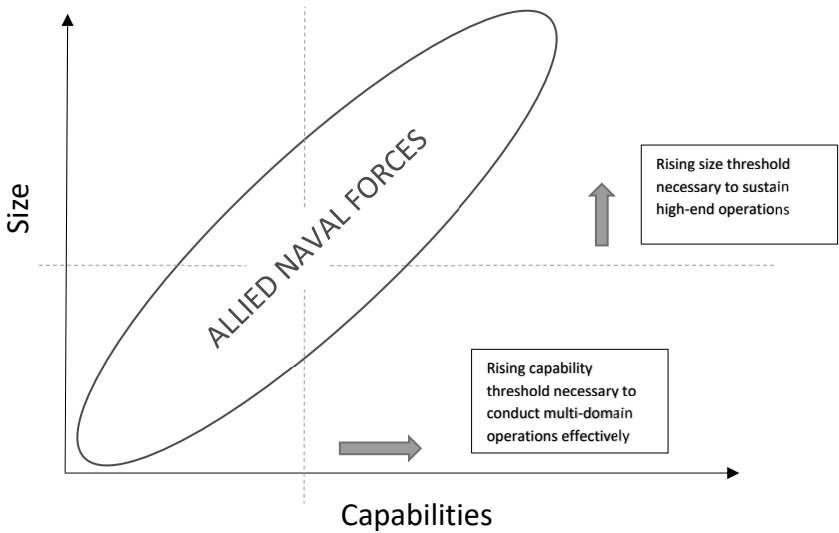 Size
ALLIED NAVAL FORCES
Rising size threshold
necessary to sustain
high-end operations
Rising capability
threshold necessary to
conduct multi-domain
operations effectively
Capabilities